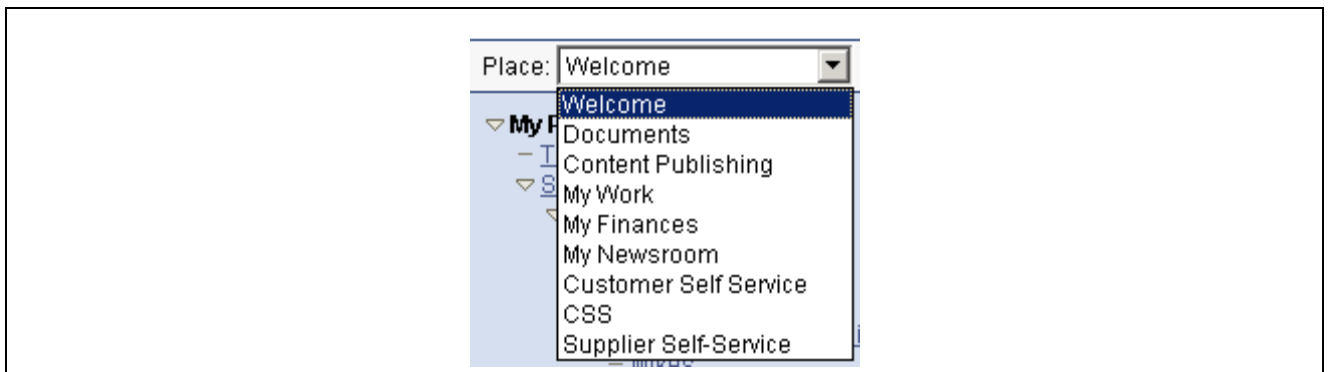 Place: Welcome
Welcome
Documents
Content Publishing
My Work
My Finances
My Newsroom
Customer Self Service
CSS
Supplier Self-Service